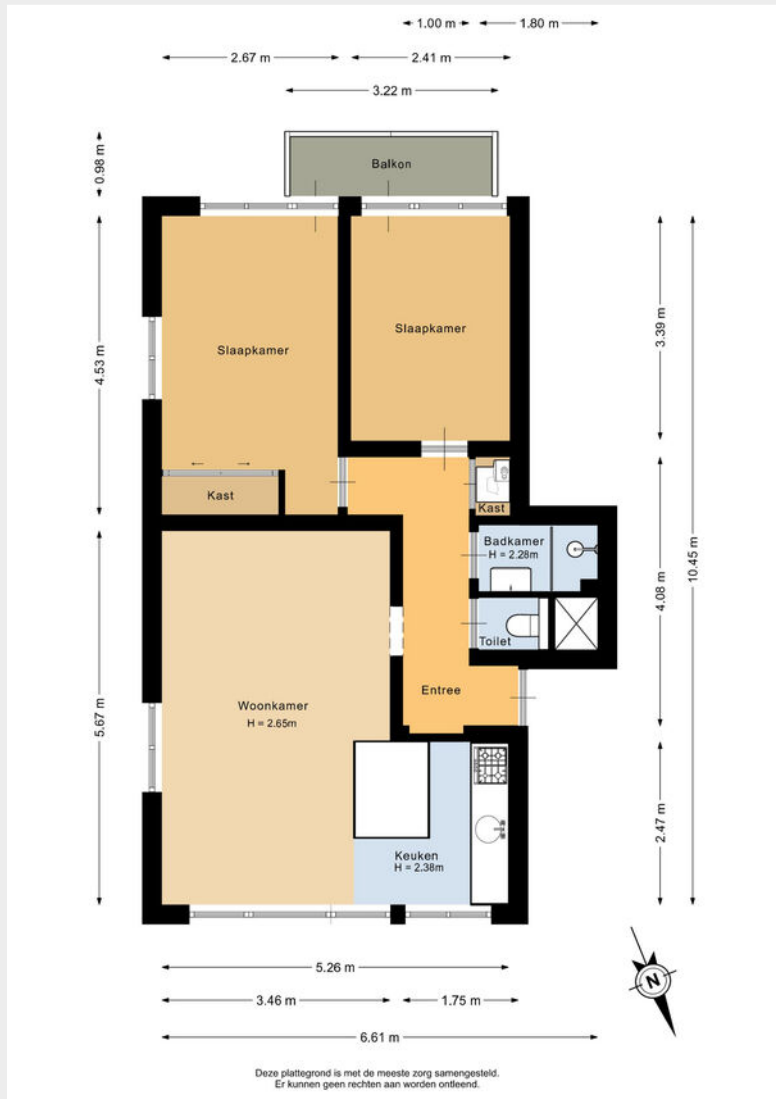 1.00 m
1.80 m
2.67 m
2.41 m
3.22 m
0.98 m
Balkon
4.53 m
3.39 m
10.45 m
Slaapkamer
Slaapkamer
Kast
Kast
Badkamer
H = 2.28m
Toilet
4.08 m
Entree
Woonkamer
H = 2.65m
5.67 m
2.47 m
Keuken
H = 2.38m
5.26 m
3.46 m
1.75 m
6.61 m
N
Deze plattegrond is met de meeste zorg samengesteld.
Er kunnen geen rechten aan worden ontleend.